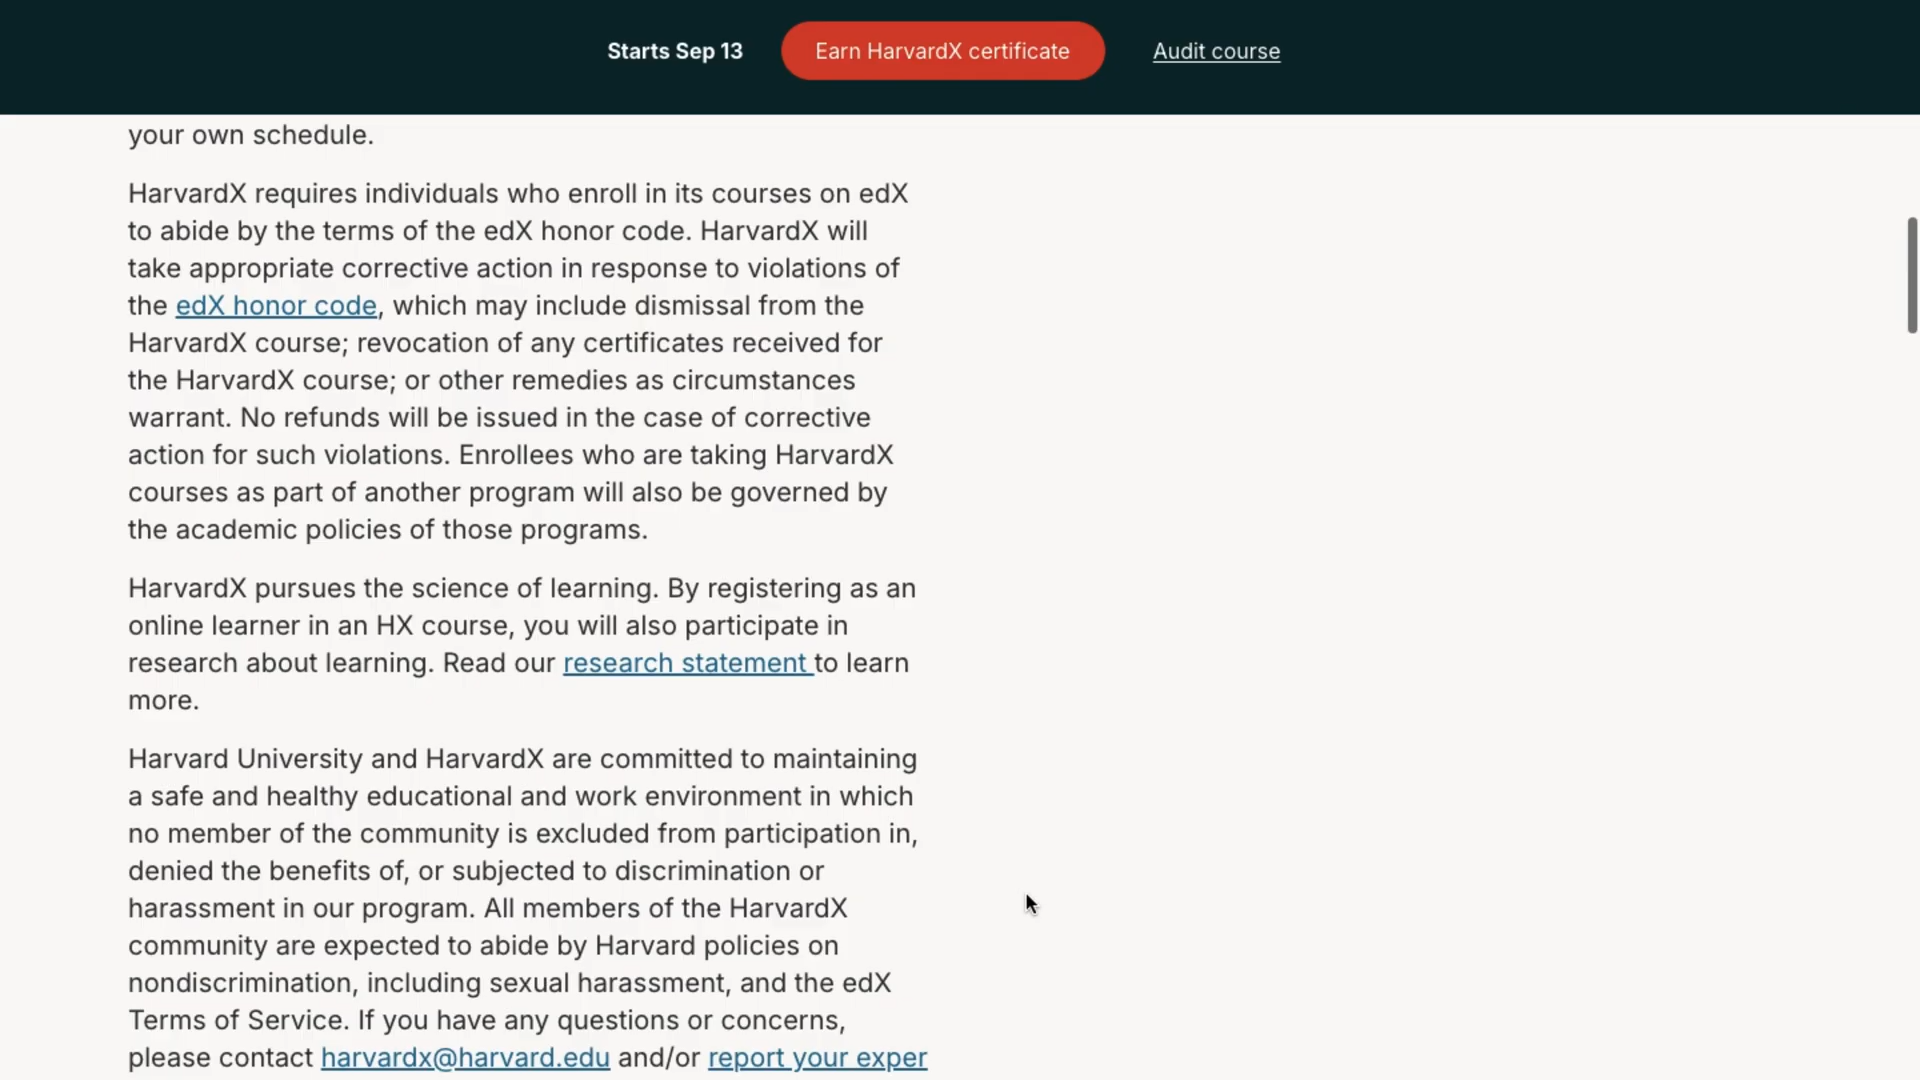 Starts Sep 13
Earn HarvardX certificate
Audit course
your own schedule.
HarvardX requires individuals who enroll in its courses on edX
to abide by the terms of the edX honor code. HarvardX will
take appropriate corrective action in response to violations of
the edX honor code, which may include dismissal from the
HarvardX course; revocation of any certificates received for
the HarvardX course; or other remedies as circumstances
warrant. No refunds will be issued in the case of corrective
action for such violations. Enrollees who are taking HarvardX
courses as part of another program will also be governed by
the academic policies of those programs.
HarvardX pursues the science of learning. By registering as an
online learner in an HX course, you will also participate in
research about learning. Read our research statement to learn
more.
Harvard University and HarvardX are committed to maintaining
a safe and healthy educational and work environment in which
no member of the community is excluded from participation in,
denied the benefits of, or subjected to discrimination or
harassment in our program. All members of the HarvardX
community are expected to abide by Harvard policies on
nondiscrimination, including sexual harassment, and the edX
Terms of Service. If you have any questions or concerns,
please contact harvardx@harvard.edu and/or report your exper